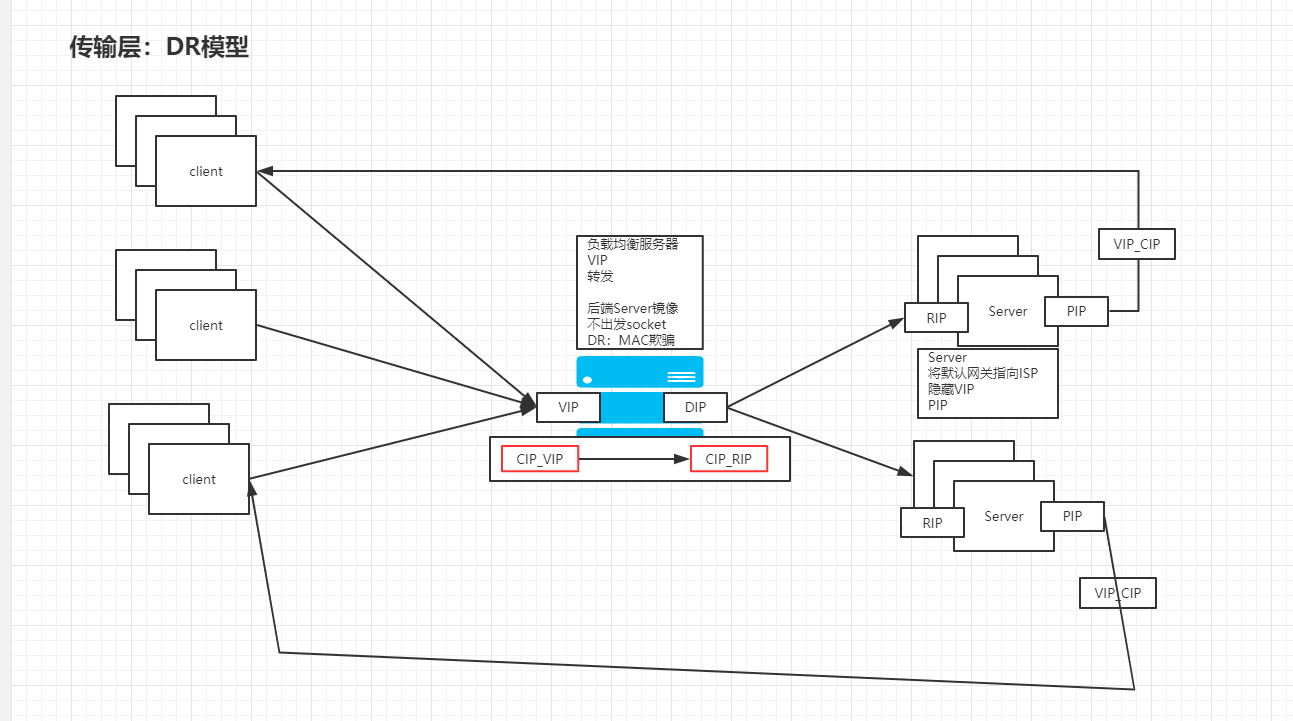 传输层：DR模型
client
client
client
负载均衡服务器
VIP
转发
后端Server镜像
不出发socket
DR：MAC欺骗
VIP
DIP
CIP_VIP
CIP_RIP
VIP_CIP
RIP
Server
PIP
Server
将默认网关指向ISP
隐藏VIP
PIP
RIP
Server
PIP
VIP_CIP